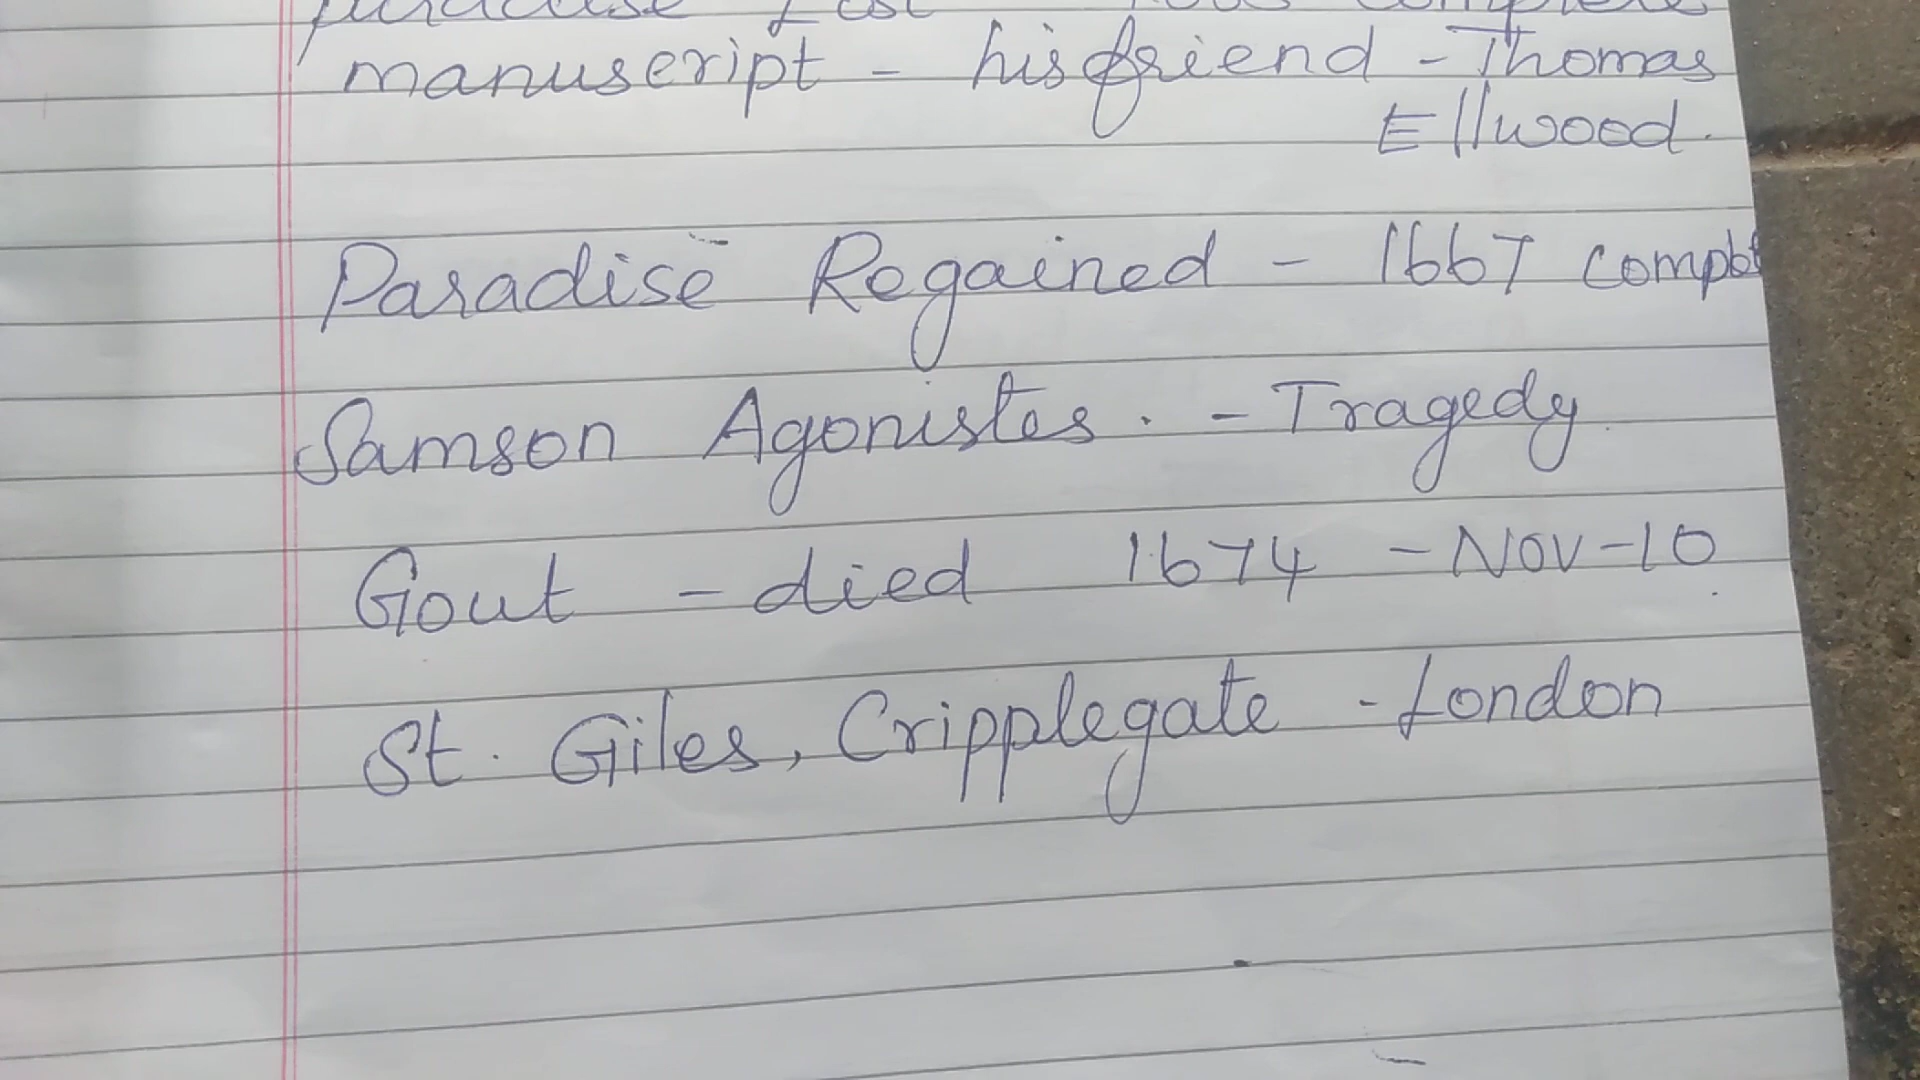 manuscript - his friend - Thomas
Ellwood.
Paradise Regained - 1667
Samson Agonistes. - Tragedy
Gout - died 1674 - Nov-10
St. Giles, Cripplegate - London